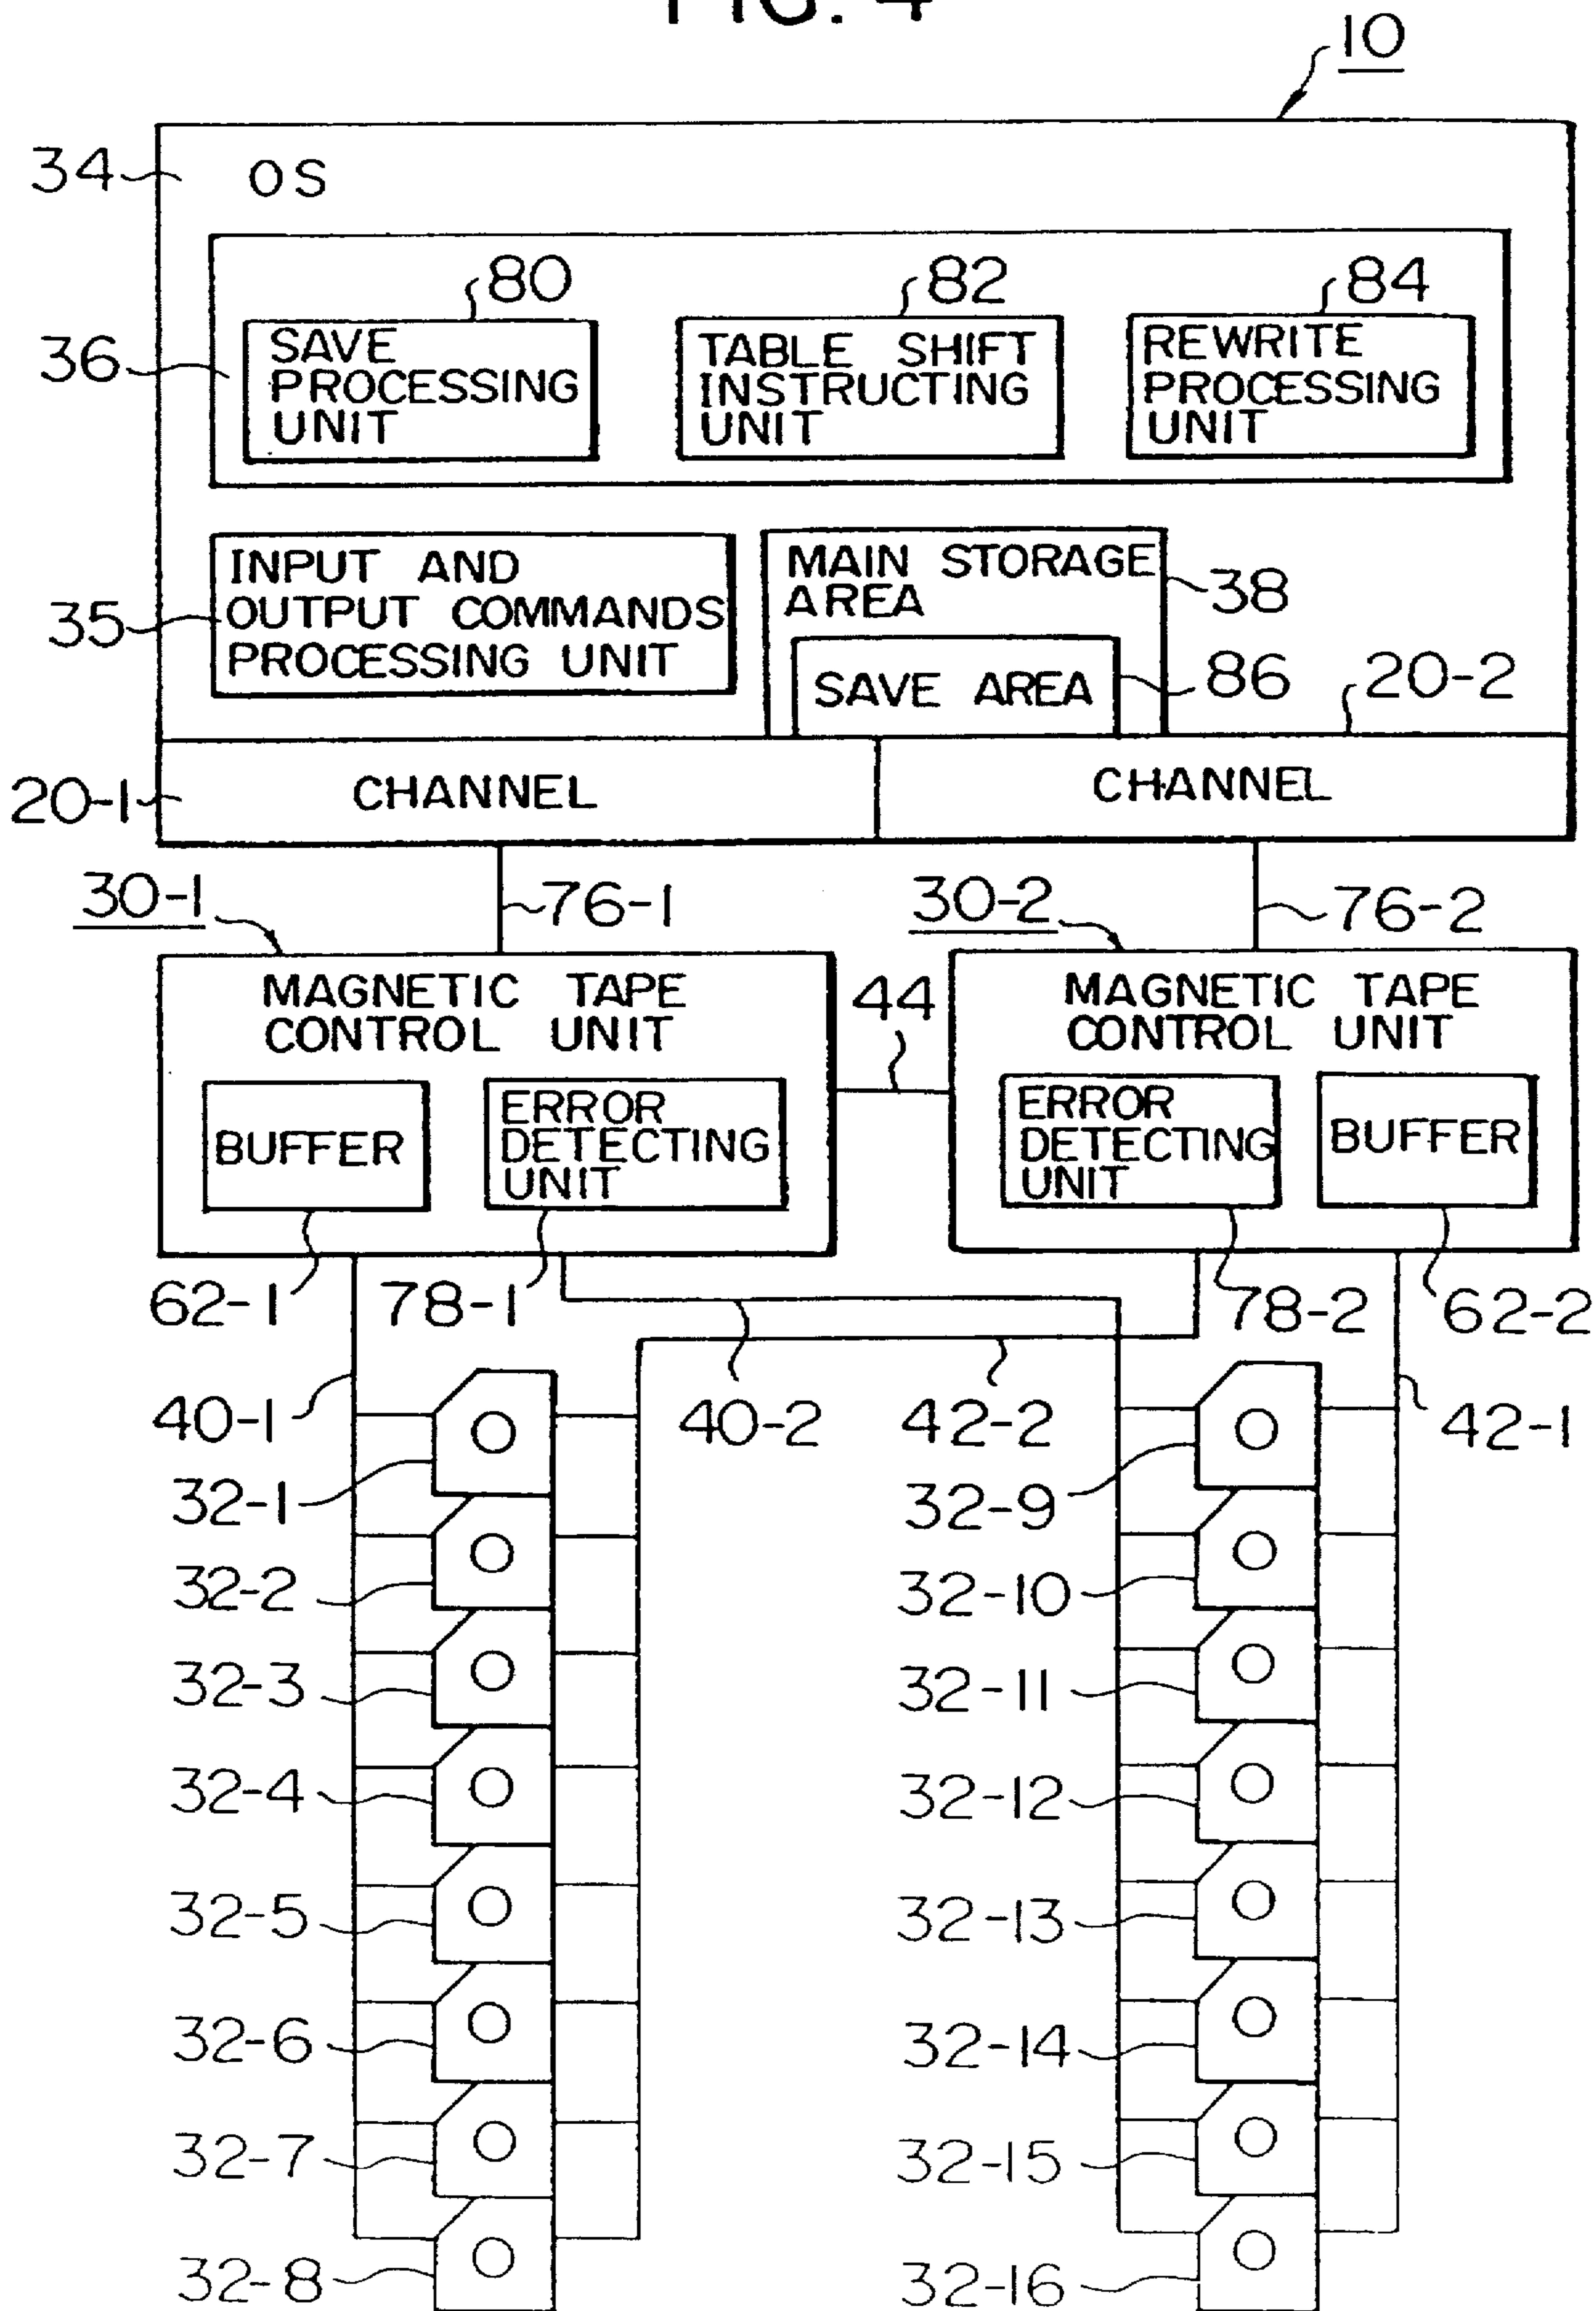 FIG. 4
10
34
OS
80
82
84
36
SAVE
PROCESSING
UNIT
TABLE SHIFT
INSTRUCTING
UNIT
REWRITE
PROCESSING
UNIT
35
INPUT AND
OUTPUT COMMANDS
PROCESSING UNIT
MAIN STORAGE
AREA
38
SAVE AREA
86
20-2
20-1
CHANNEL
CHANNEL
30-1
76-1
30-2
76-2
MAGNETIC TAPE
CONTROL UNIT
44
MAGNETIC TAPE
CONTROL UNIT
BUFFER
ERROR
DETECTING
UNIT
ERROR
DETECTING
UNIT
BUFFER
62-1
78-1
78-2
62-2
40-1
40-2
42-2
42-1
32-1
32-9
32-2
32-10
32-3
32-11
32-4
32-12
32-5
32-13
32-6
32-14
32-7
32-15
32-8
32-16